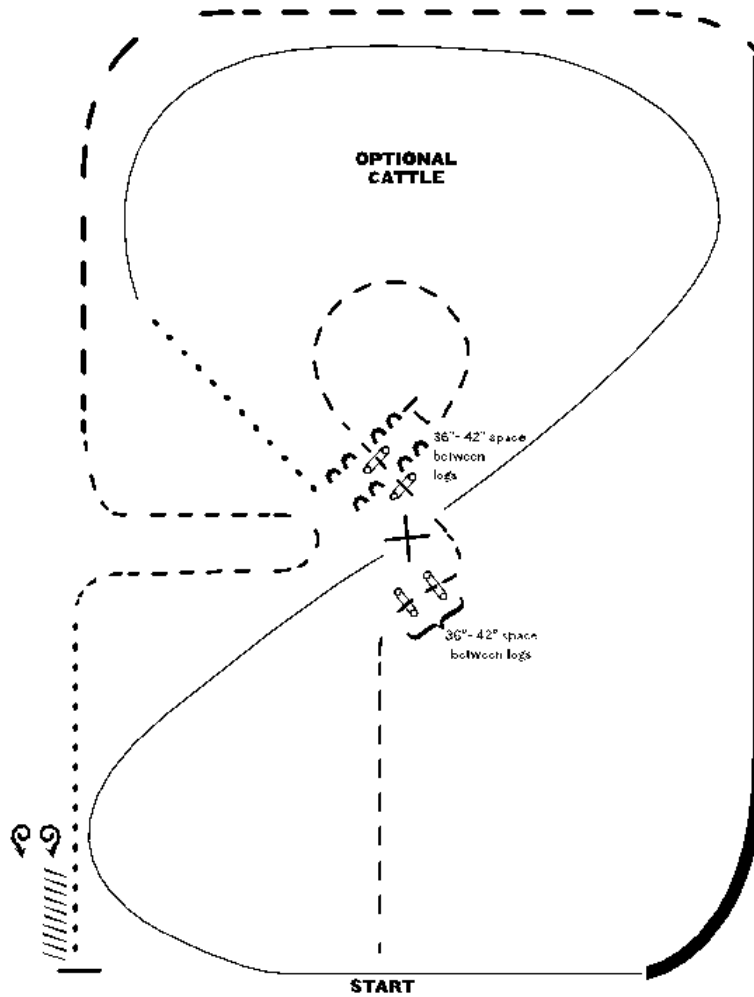 OPTIONAL
CATTLE
36"- 42" space
between
logs
36"- 42" space
between logs
START